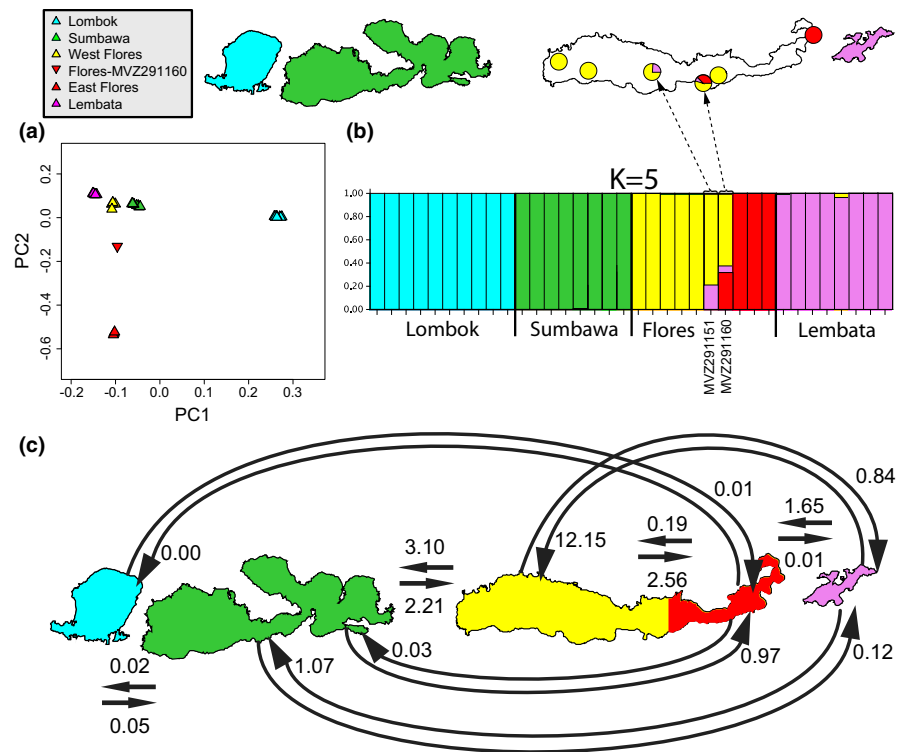 Lombok
Sumbawa
West Flores
Flores-MVZ291160
East Flores
Lembata
(a)
0.2
0.0
-0.2
-0.4
-0.6
PC2
-0.2
-0.1
0.0
0.1
0.2
0.3
PC1
(b)
K=5
1.00
0.80
0.60
0.40
0.20
0.00
Lombok
Sumbawa
Flores
MVZ291151
MVZ291160
Lembata
(c)
0.01
0.84
1.65
0.01
0.19
2.56
12.15
3.10
2.21
0.00
0.03
0.97
1.07
0.12
0.02
0.05